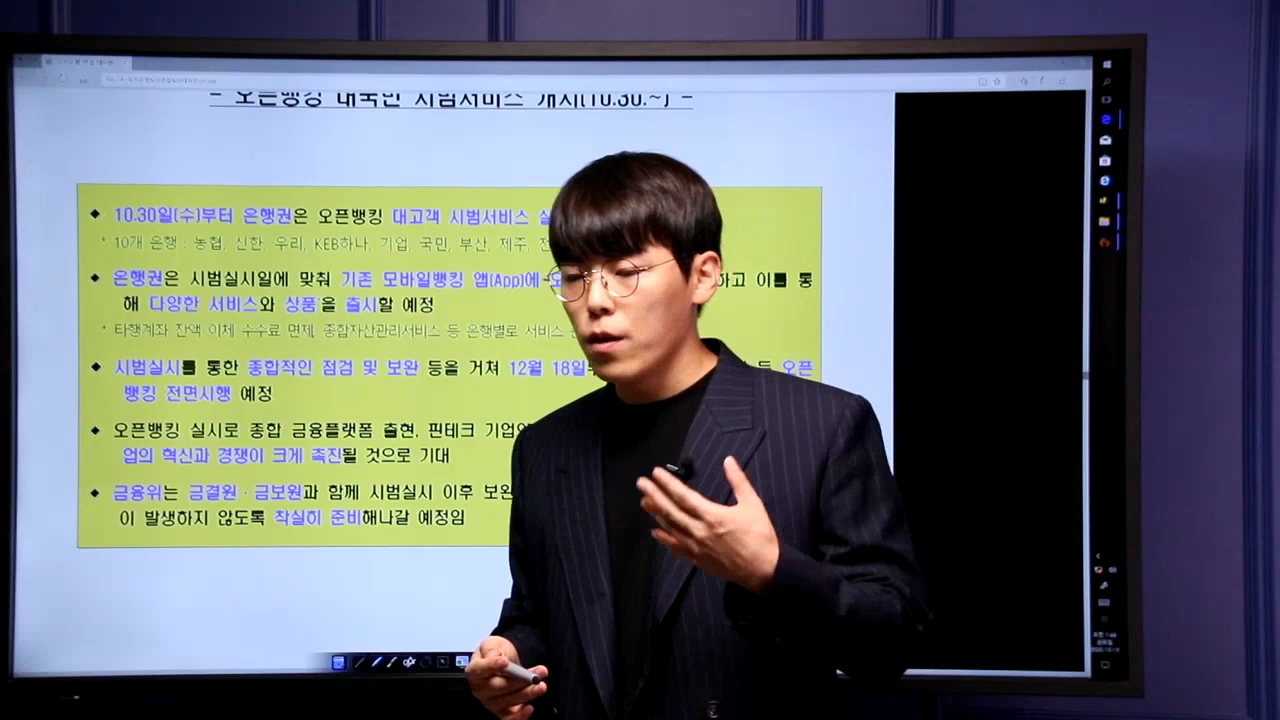 - 오픈뱅킹 대국민 시범서비스 개시(10.30.~) -
◆ 10.30일(수)부터 은행권은 오픈뱅킹 대고객 시범서비스
* 10개 은행 : 농협, 신한, 우리, KEB하나, 기업, 국민, 부산, 제주,
◆ 은행권은 시범실시일에 맞춰 기존 모바일뱅킹 앱(App)에 하고 이를 통
해 다양한 서비스와 상품을 출시할 예정
* 타행계좌 잔액 이체 수수료 면제, 종합자산관리서비스 등 은행별로 서비스
◆ 시범실시를 통한 종합적인 점검 및 보완 등을 거쳐 12월 18일 등 오픈
뱅킹 전면시행 예정
◆ 오픈뱅킹 실시로 종합 금융플랫폼 출현, 핀테크
업의 혁신과 경쟁이 크게 촉진될 것으로 기대
◆ 금융위는 금결원·금보원과 함께 시범실시 이후
이 발생하지 않도록 착실히 준비해나갈 예정임